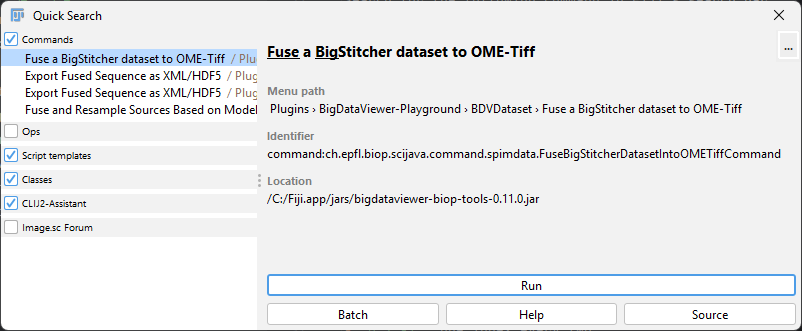 Quick Search
Commands
Fuse a BigStitcher dataset to OME-Tiff / Plu
Export Fused Sequence as XML/HDF5 / Plug
Export Fused Sequence as XML/HDF5 / Plug
Fuse and Resample Sources Based on Model
Ops
Script templates
Classes
CLIJ2-Assistant
Image.sc Forum
Fuse a BigStitcher dataset to OME-Tiff
...
Menu path
Plugins › BigDataViewer-Playground › BDVDataset › Fuse a BigStitcher dataset to OME-Tiff
Identifier
command:ch.epfl.biop.scijava.command.spimdata.FuseBigStitcherDatasetIntoOMETiffCommand
Location
/C:/Fiji.app/jars/bigdataviewer-biop-tools-0.11.0.jar
Run
Batch
Help
Source